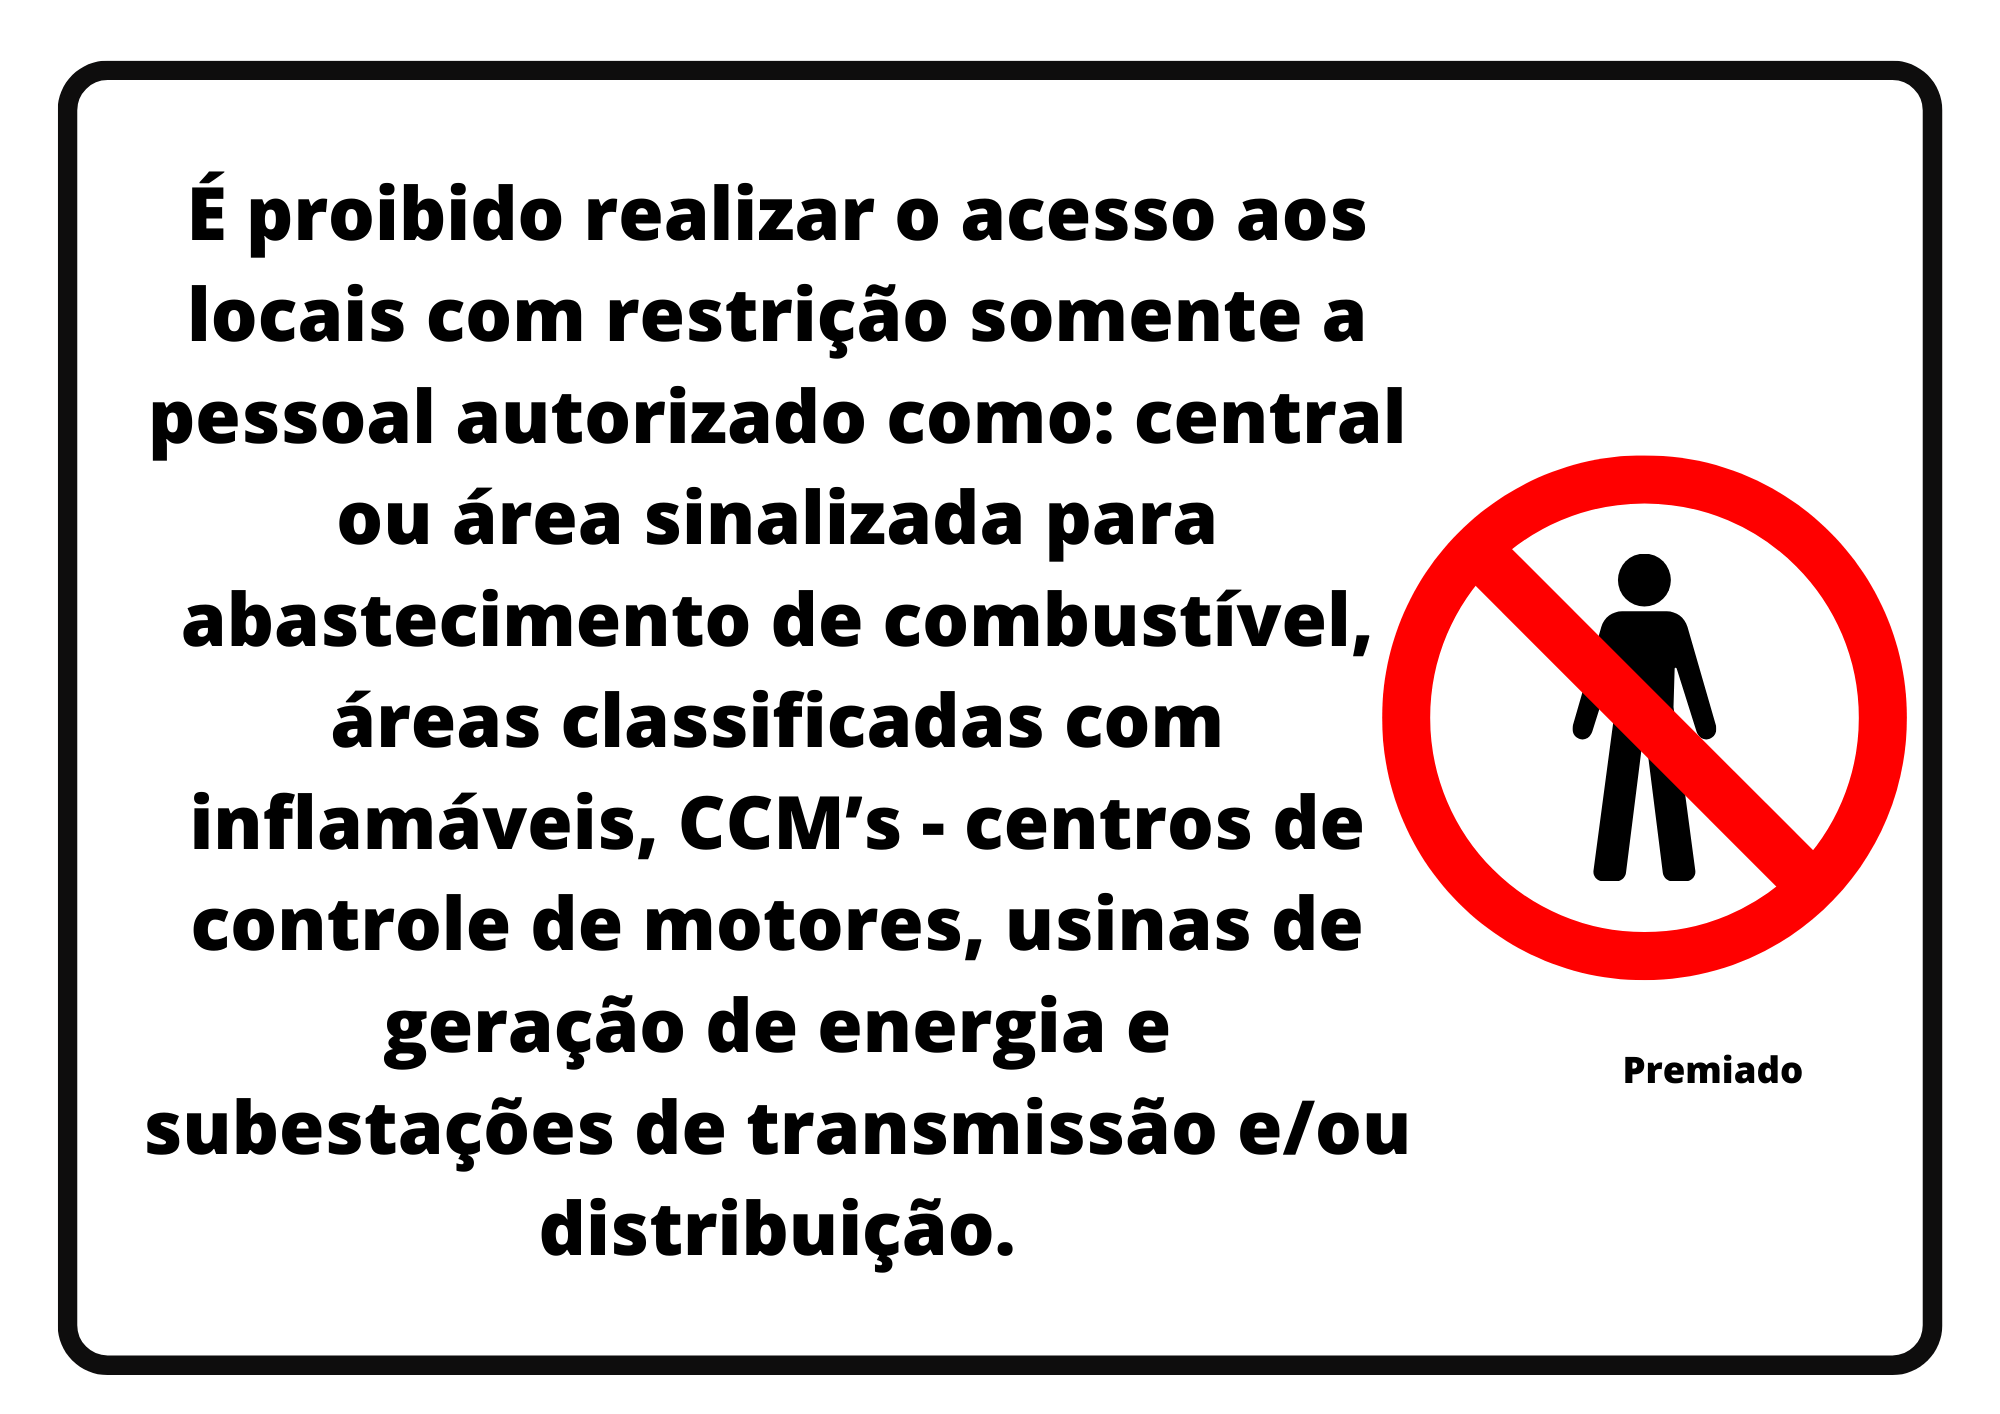 É proibido realizar o acesso aos
locais com restrição somente a
pessoal autorizado como: central
ou área sinalizada para
abastecimento de combustível,
áreas classificadas com
inflamáveis, CCM’s - centros de
controle de motores, usinas de
geração de energia e
subestações de transmissão e/ou
distribuição.
Premiado